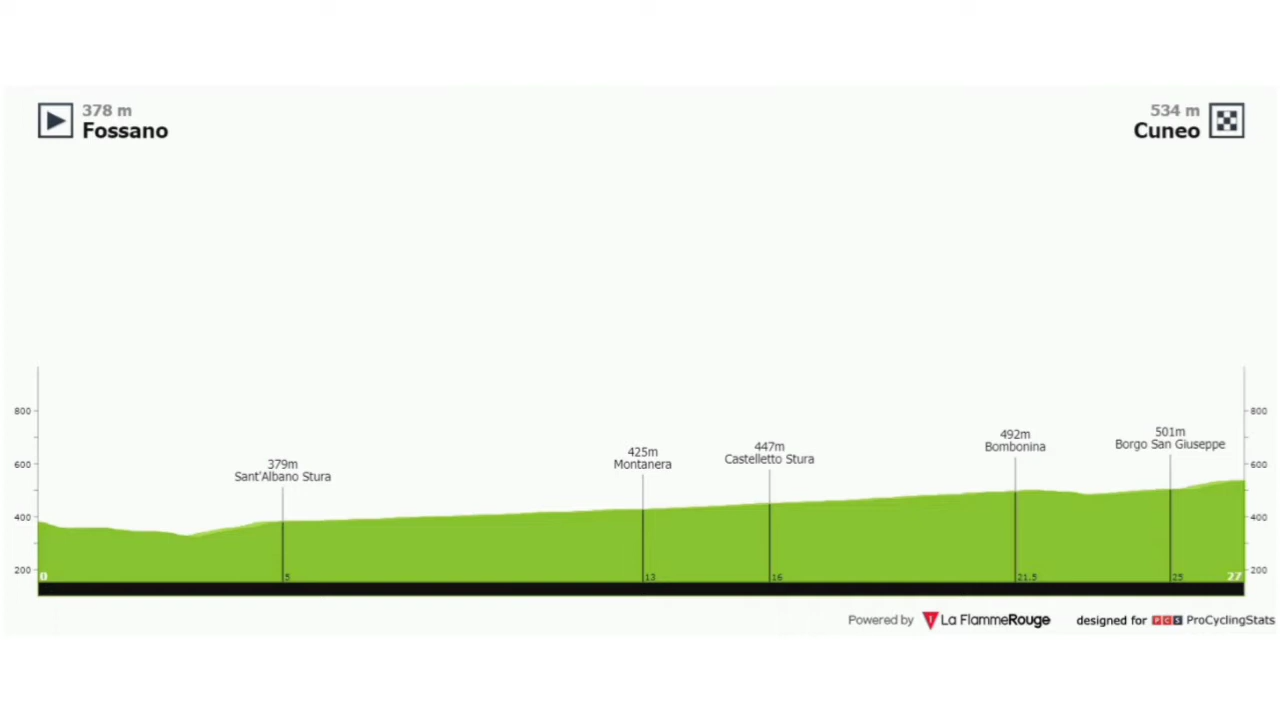 378 m
Fossano
534 m
Cuneo
800
600
400
200
800
600
400
200
379m
Sant'Albano Stura
425m
Montanera
447m
Castelletto Stura
492m
Bombonina
501m
Borgo San Giuseppe
0
5
13
16
21.5
25
27
Powered by La FlammeRouge designed for PCS ProCyclingStats